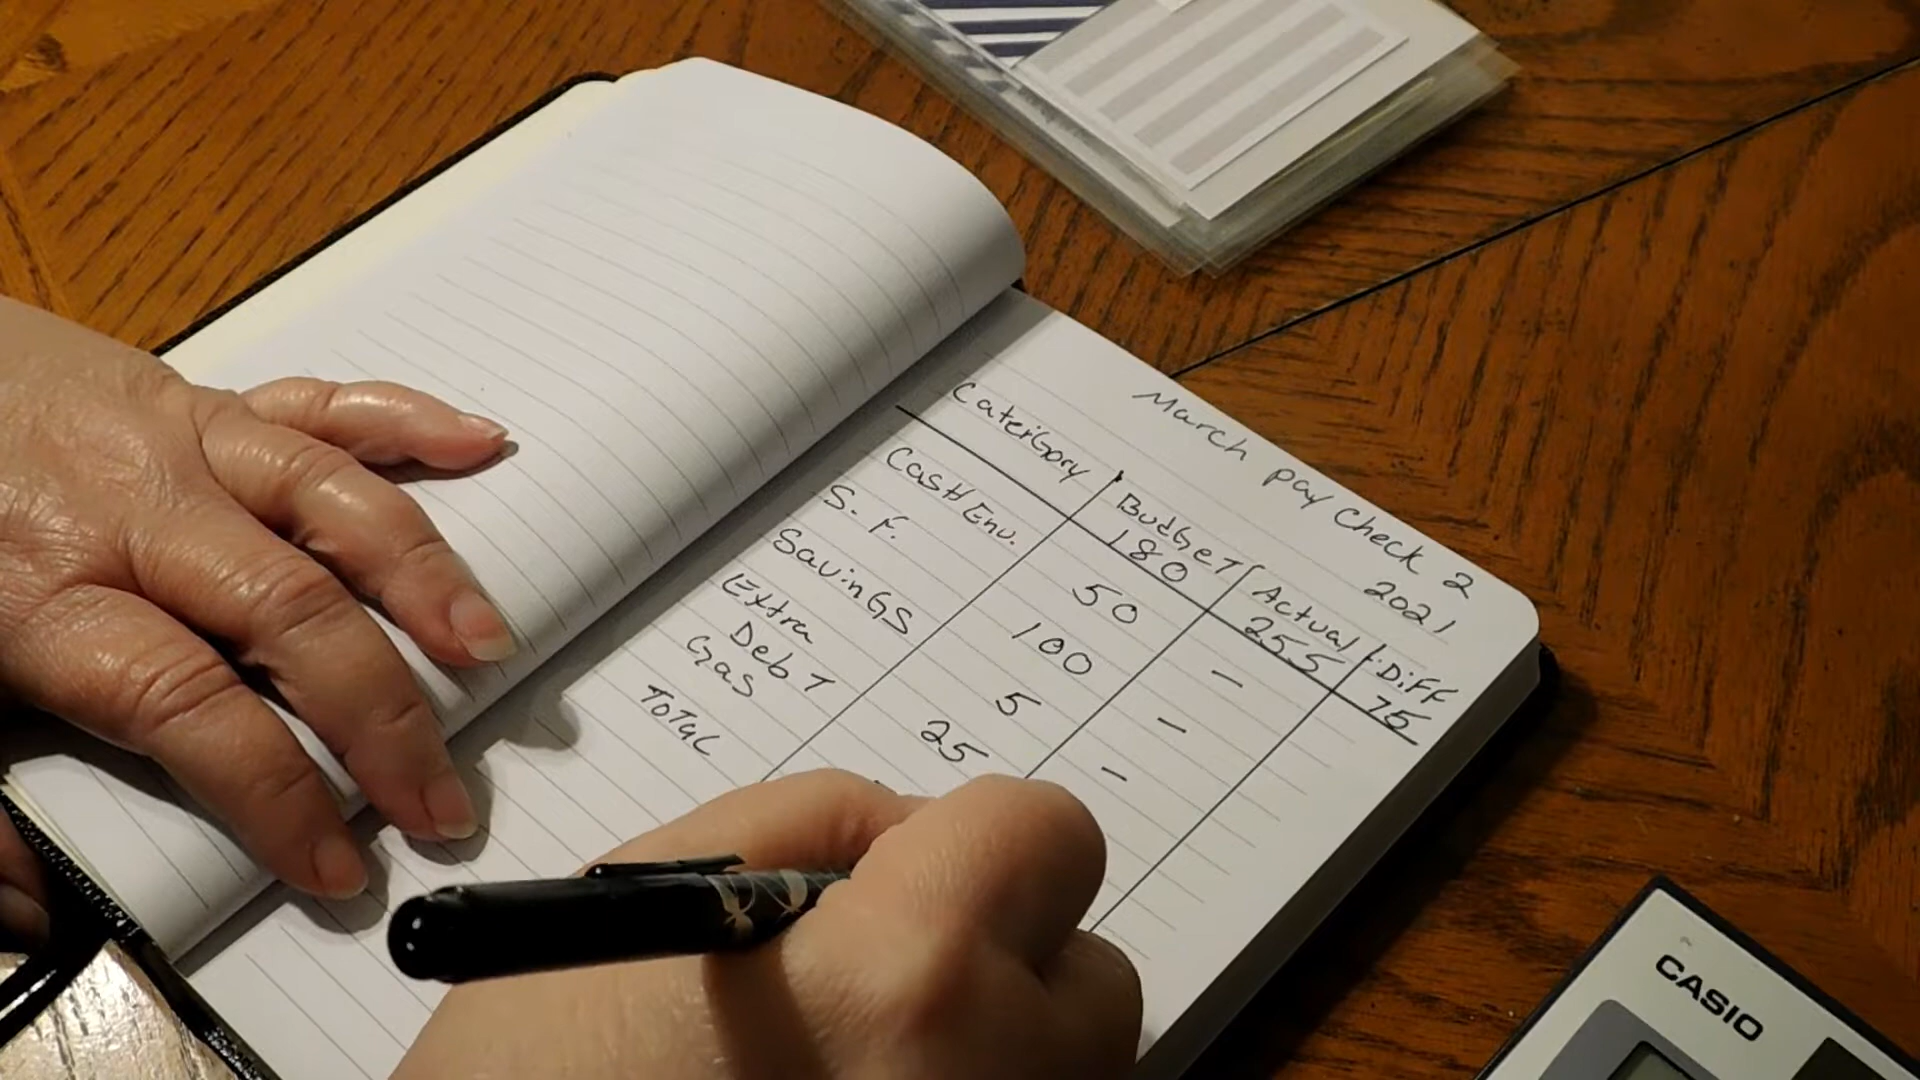 March pay check 2
2021
CateriGory Budget Actual Diff
Cash Env. 180 255 75
S. F. 50 –
SavinGS 100 –
Extra 5 –
Debt
Gas 25
Total
CASIO